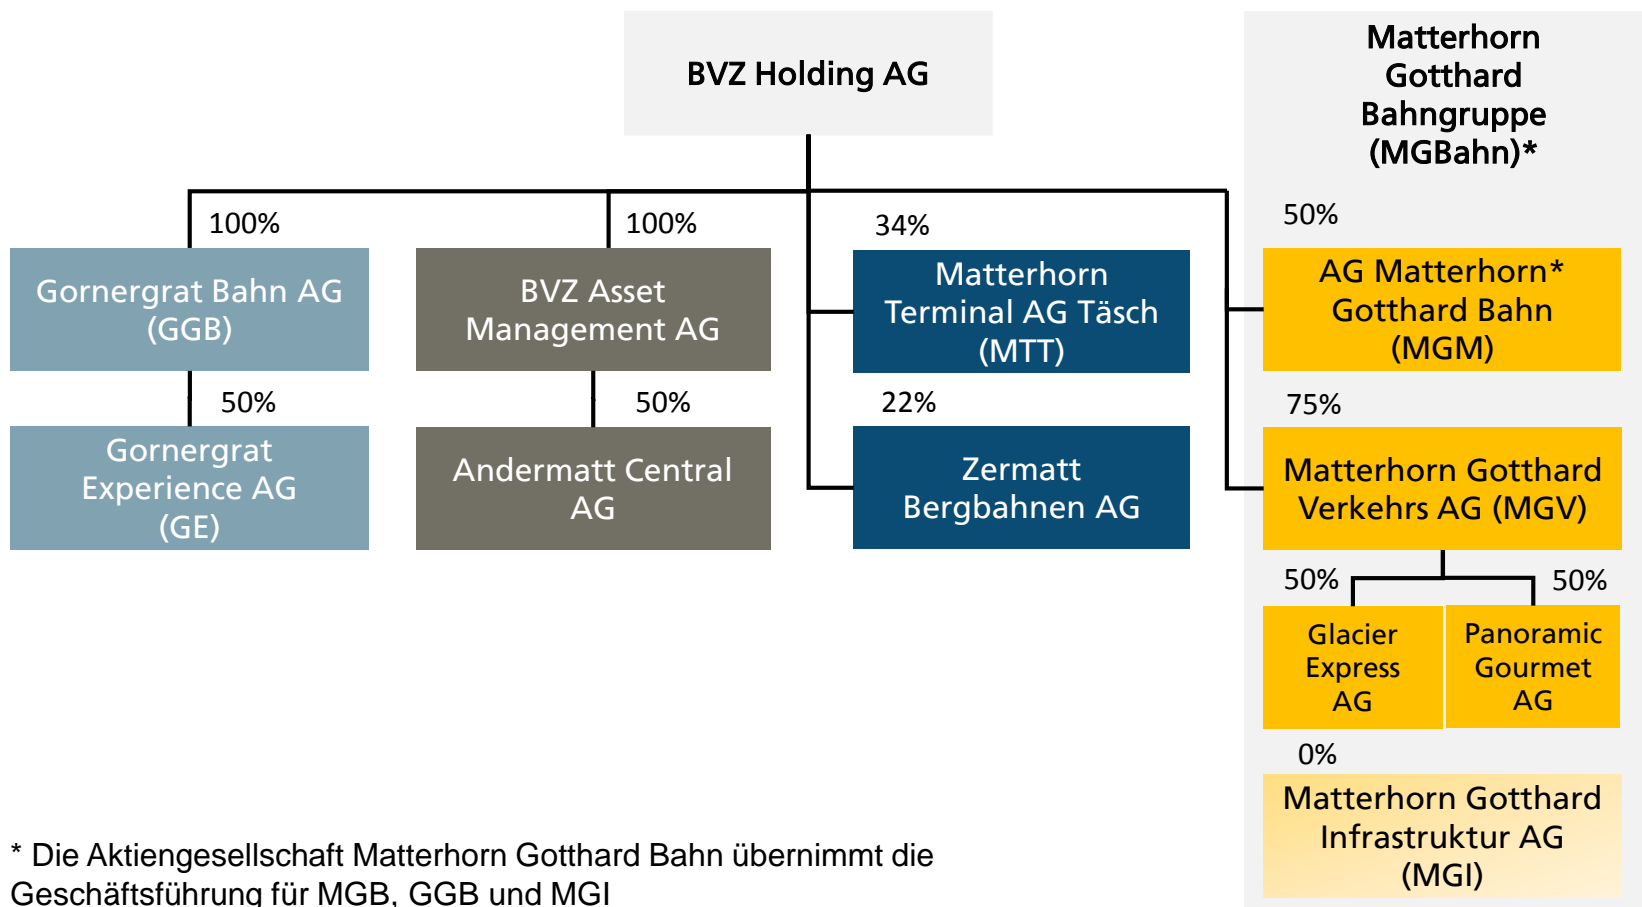 BVZ Holding AG
Matterhorn
Gotthard
Bahngruppe
(MGBahn)*
100%
Gornergrat Bahn AG
(GGB)
50%
Gornergrat
Experience AG
(GE)
100%
BVZ Asset
Management AG
50%
Andermatt Central
AG
34%
Matterhorn
Terminal AG Täsch
(MTT)
22%
Zermatt
Bergbahnen AG
50%
AG Matterhorn*
Gotthard Bahn
(MGM)
75%
Matterhorn Gotthard
Verkehrs AG (MGV)
50%
Glacier
Express
AG
50%
Panoramic
Gourmet
AG
0%
Matterhorn Gotthard
Infrastruktur AG
(MGI)
* Die Aktiengesellschaft Matterhorn Gotthard Bahn übernimmt die
Geschäftsführung für MGB, GGB und MGI